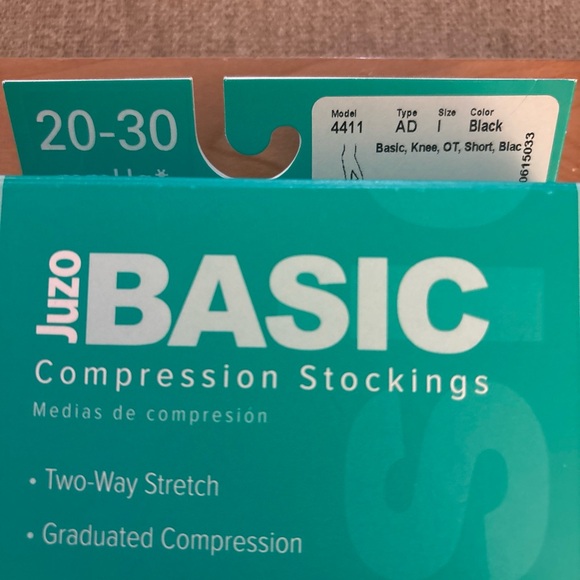 20-30
Model Type Size Color
4411 AD I Black
Basic, Knee, OT, Short, Blac
0615033
Juzo BASIC
Compression Stockings
Medias de compresión
• Two-Way Stretch
• Graduated Compression